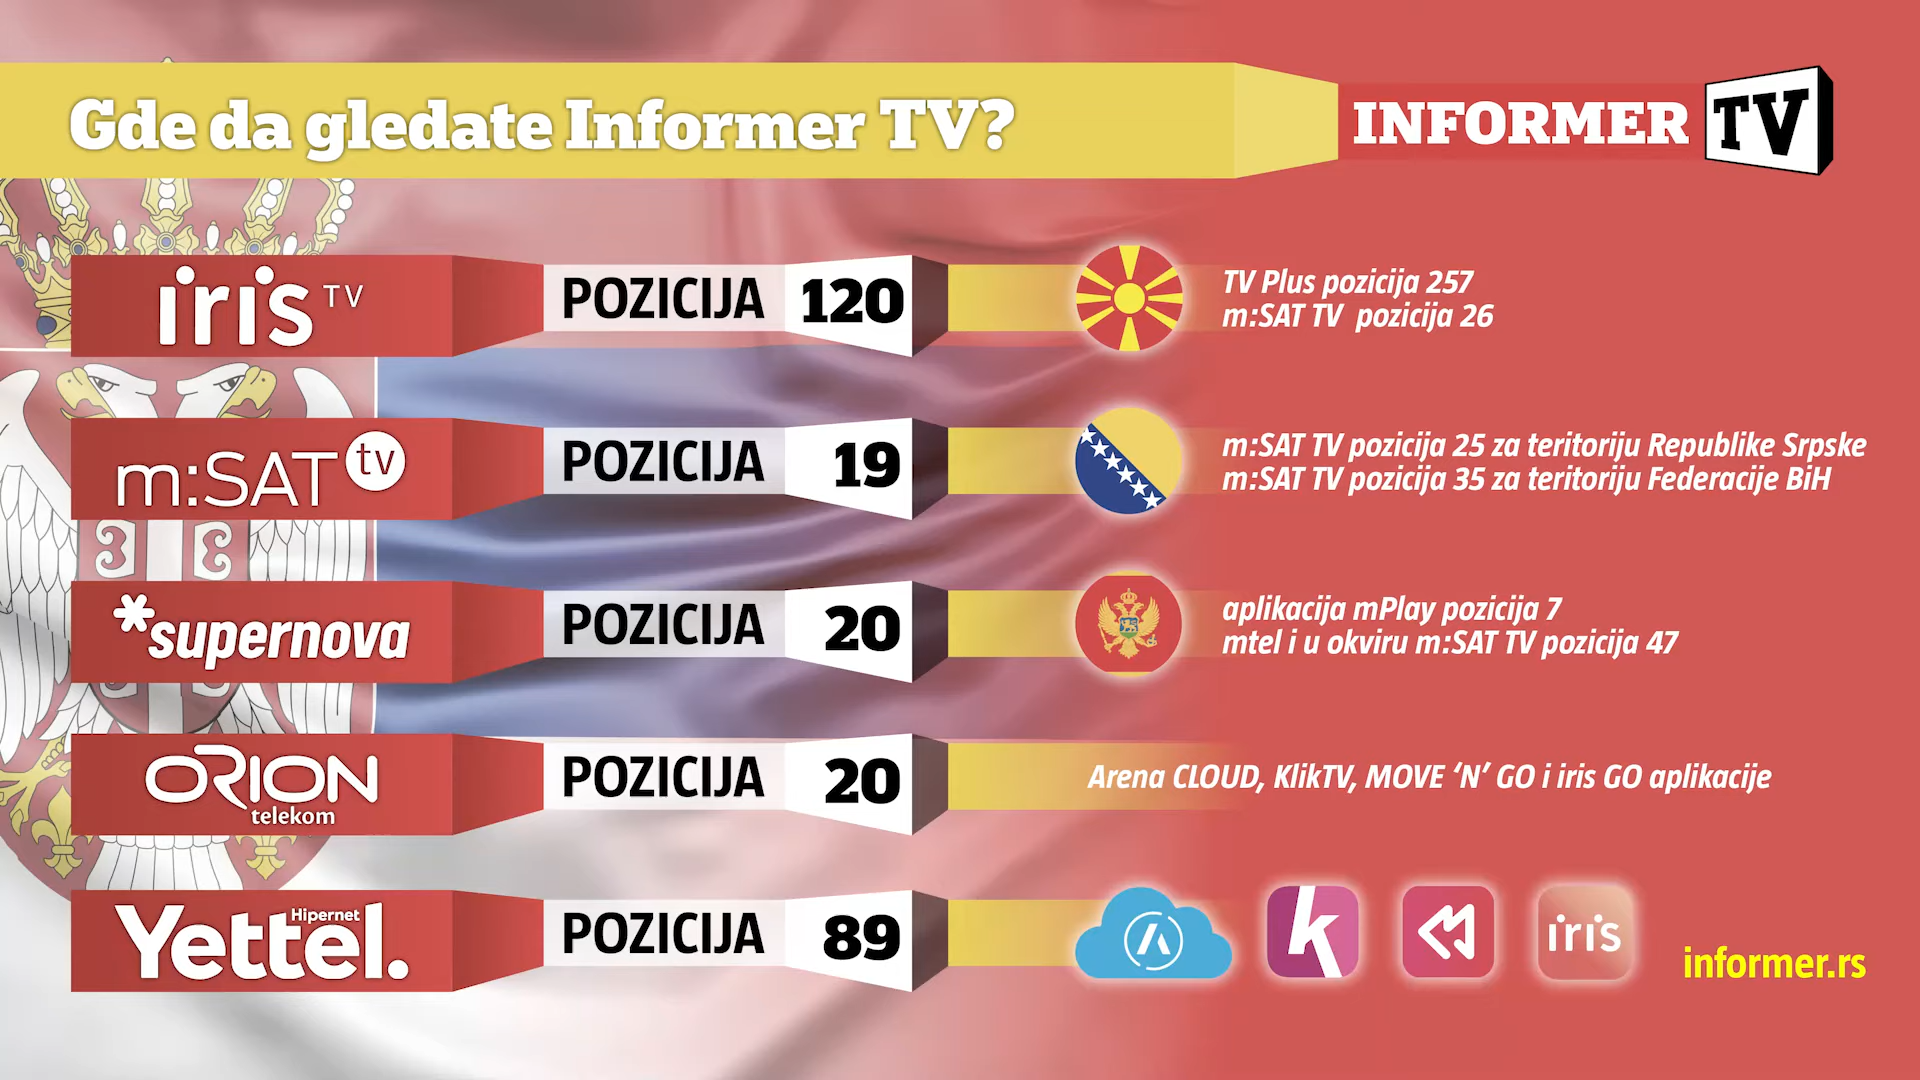 Gde da gledate Informer TV?
INFORMER TV
iris TV
POZICIJA 120
TV Plus pozicija 257
m:SAT TV pozicija 26
m:SAT tv
POZICIJA 19
m:SAT TV pozicija 25 za teritoriju Republike Srpske
m:SAT TV pozicija 35 za teritoriju Federacije BiH
*supernova
POZICIJA 20
aplikacija mPlay pozicija 7
mtel i u okviru m:SAT TV pozicija 47
ORION
telekom
POZICIJA 20
Arena CLOUD, KlikTV, MOVE ‘N’ GO i iris GO aplikacije
Hipernet
Yettel.
POZICIJA 89
k
iris
informer.rs